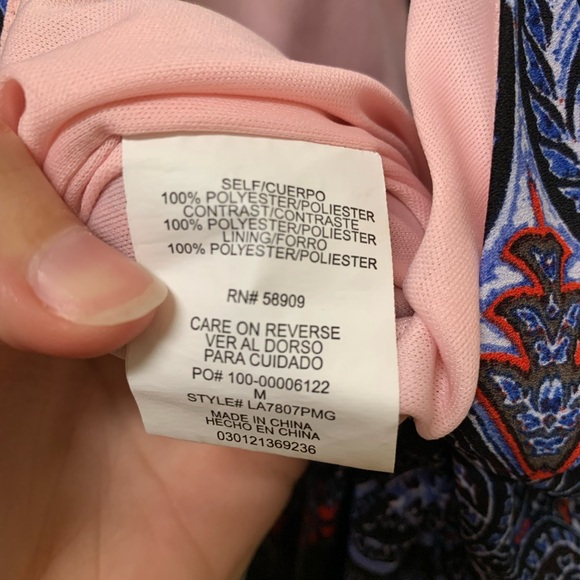 SELF/CUERPO
100% POLYESTER/POLIESTER
CONTRAST/CONTRASTE
100% POLYESTER/POLIESTER
LINING/FORRO
100% POLYESTER/POLIESTER
RN# 58909
CARE ON REVERSE
VER AL DORSO
PARA CUIDADO
PO# 100-00006122
M
STYLE# LA7807PMG
MADE IN CHINA
HECHO EN CHINA
030121369236